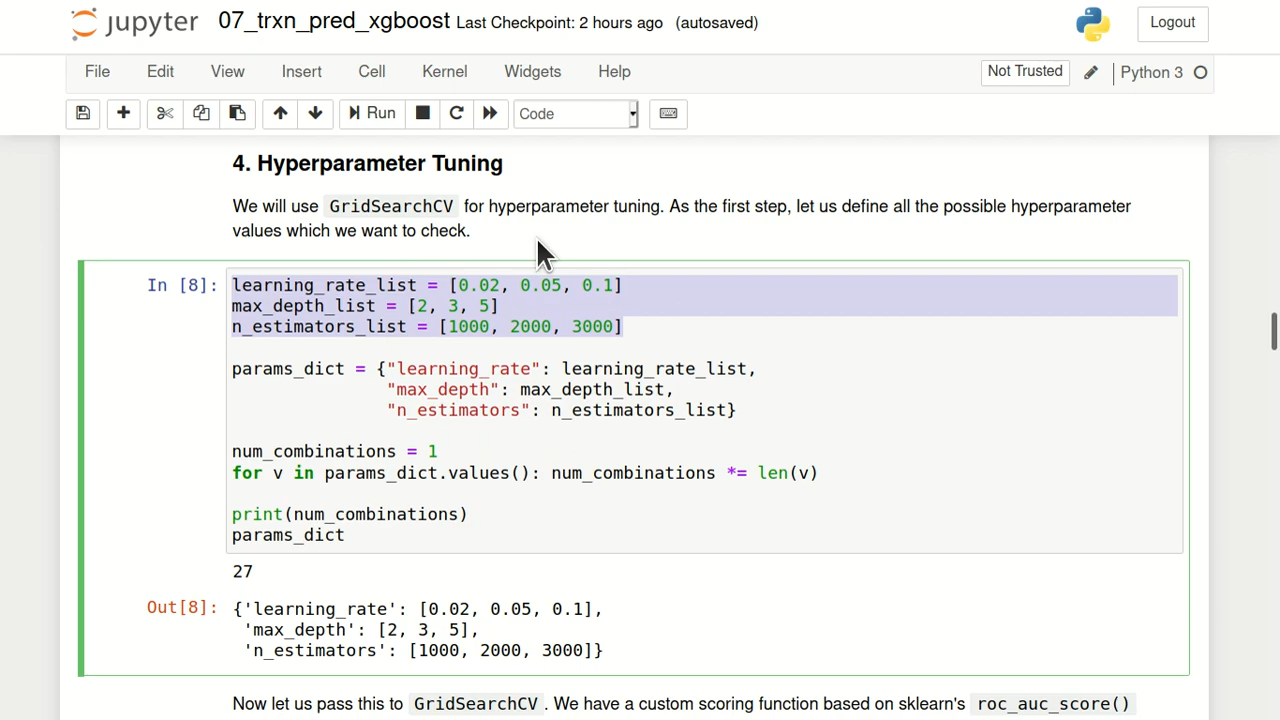 jupyter 07_trxn_pred_xgboost Last Checkpoint: 2 hours ago (autosaved) Logout
File Edit View Insert Cell Kernel Widgets Help Not Trusted Python 3
Run Code
4. Hyperparameter Tuning
We will use GridSearchCV for hyperparameter tuning. As the first step, let us define all the possible hyperparameter
values which we want to check.
In [8]: learning_rate_list = [0.02, 0.05, 0.1]
max_depth_list = [2, 3, 5]
n_estimators_list = [1000, 2000, 3000]
params_dict = {"learning_rate": learning_rate_list,
"max_depth": max_depth_list,
"n_estimators": n_estimators_list}
num_combinations = 1
for v in params_dict.values(): num_combinations *= len(v)
print(num_combinations)
params_dict
27
Out[8]: {'learning_rate': [0.02, 0.05, 0.1],
'max_depth': [2, 3, 5],
'n_estimators': [1000, 2000, 3000]}
Now let us pass this to GridSearchCV. We have a custom scoring function based on sklearn's roc_auc_score()